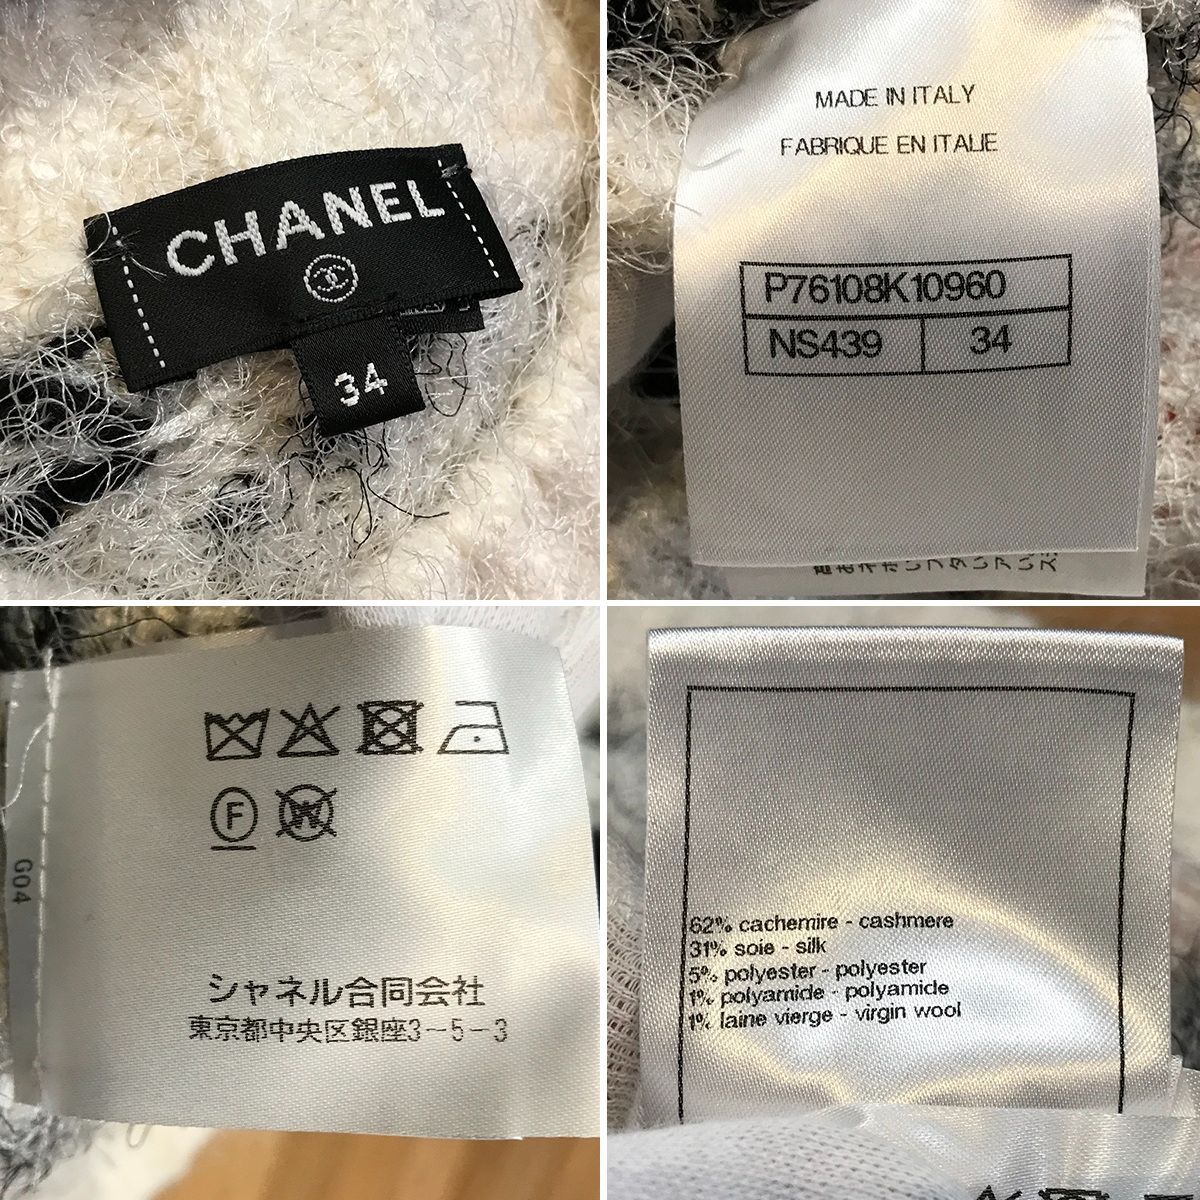 CHANEL
34
MADE IN ITALY
FABRIQUE EN ITALIE
P76108K10960
NS439 34
F
W
G04
シャネル合同会社
東京都中央区銀座3-5-3
62% cachemire - cashmere
31% soie - silk
5% polyester - polyester
1% polyamide - polyamide
1% laine vierge - virgin wool